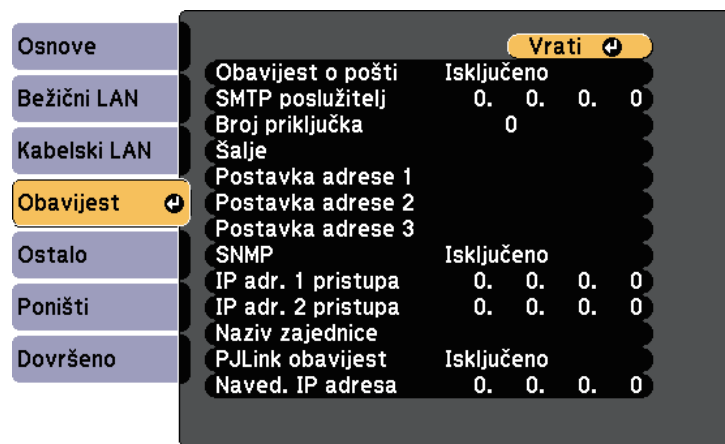 Osnove
Bežični LAN
Kabelski LAN
Obavijest
Ostalo
Poništi
Dovršeno
Vrati
Obavijest o pošti Isključeno
SMTP poslužitelj 0. 0. 0. 0
Broj priključka 0
Šalje
Postavka adrese 1
Postavka adrese 2
Postavka adrese 3
SNMP Isključeno
IP adr. 1 pristupa 0. 0. 0. 0
IP adr. 2 pristupa 0. 0. 0. 0
Naziv zajednice
PJLink obavijest Isključeno
Naved. IP adresa 0. 0. 0. 0